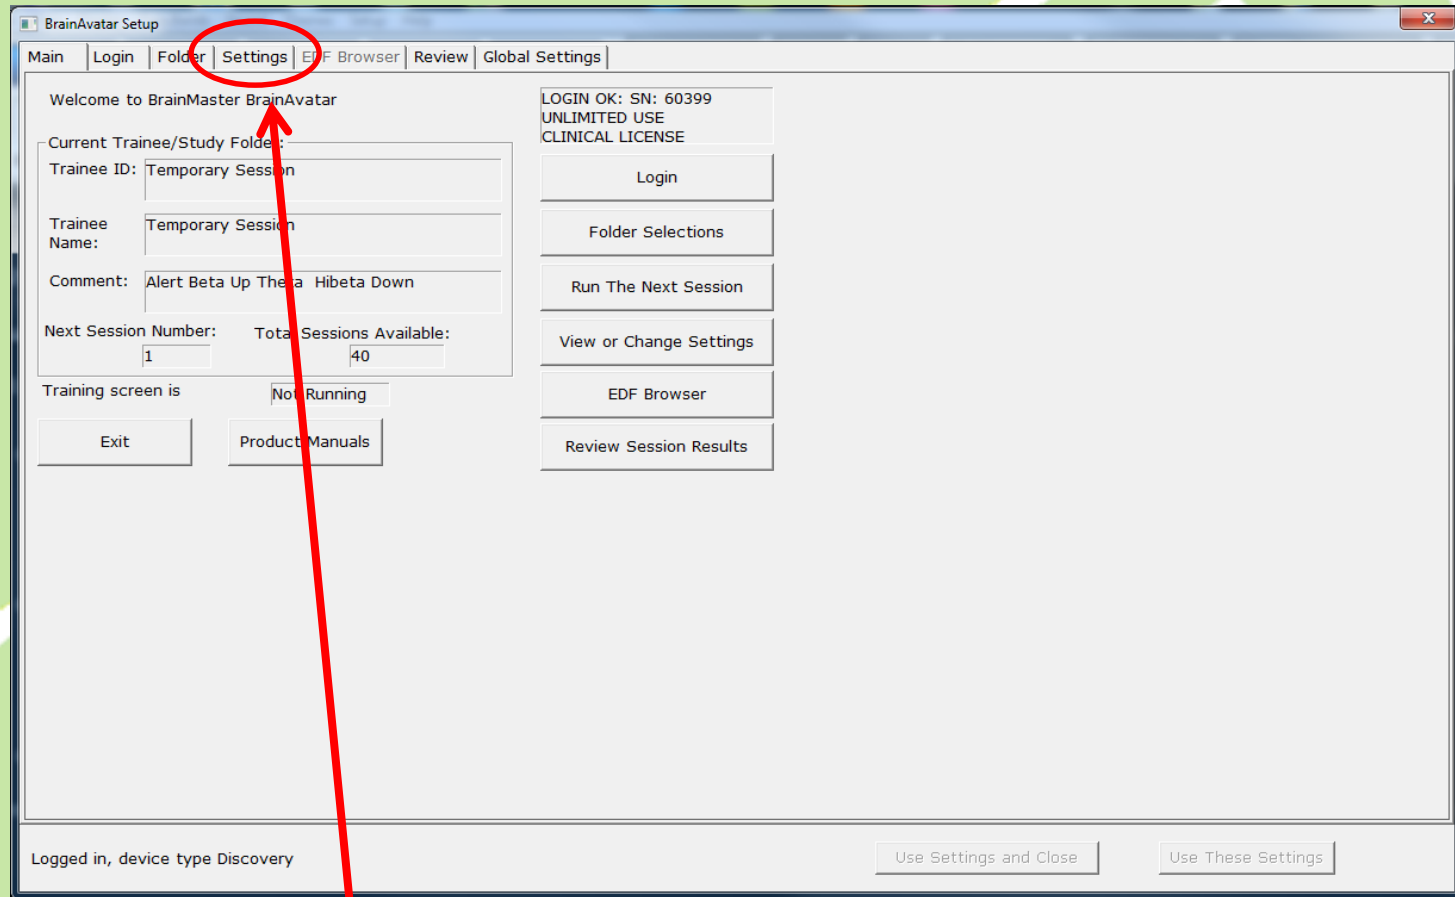 BrainAvatar Setup
Main Login Folder Settings EDF Browser Review Global Settings
Welcome to BrainMaster BrainAvatar
LOGIN OK: SN: 60399
UNLIMITED USE
CLINICAL LICENSE
Current Trainee/Study Folder:
Trainee ID: Temporary Session
Trainee Name: Temporary Session
Comment: Alert Beta Up Theta Hibeta Down
Next Session Number: 1
Total Sessions Available: 40
Training screen is Not Running
Exit
Product Manuals
Login
Folder Selections
Run The Next Session
View or Change Settings
EDF Browser
Review Session Results
Logged in, device type Discovery
Use Settings and Close
Use These Settings